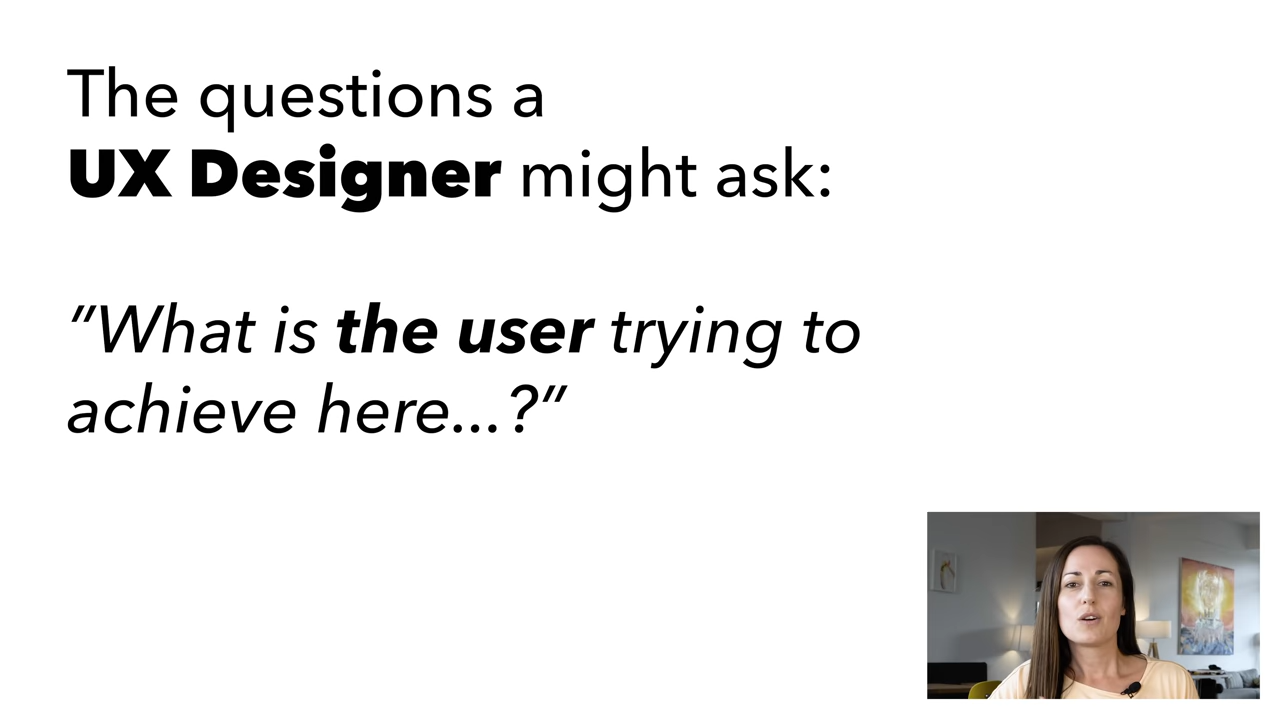 The questions a
UX Designer might ask:
"What is the user trying to
achieve here...?"